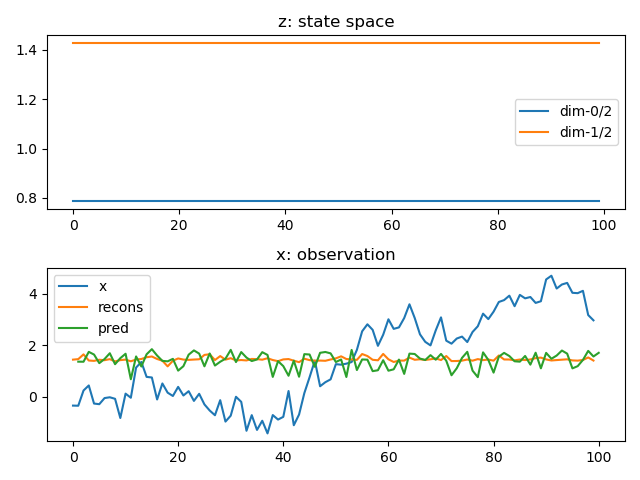 z: state space
1.4
1.2
1.0
0.8
dim-0/2
dim-1/2
0 20 40 60 80 100
x: observation
4
2
0
x
recons
pred
0 20 40 60 80 100